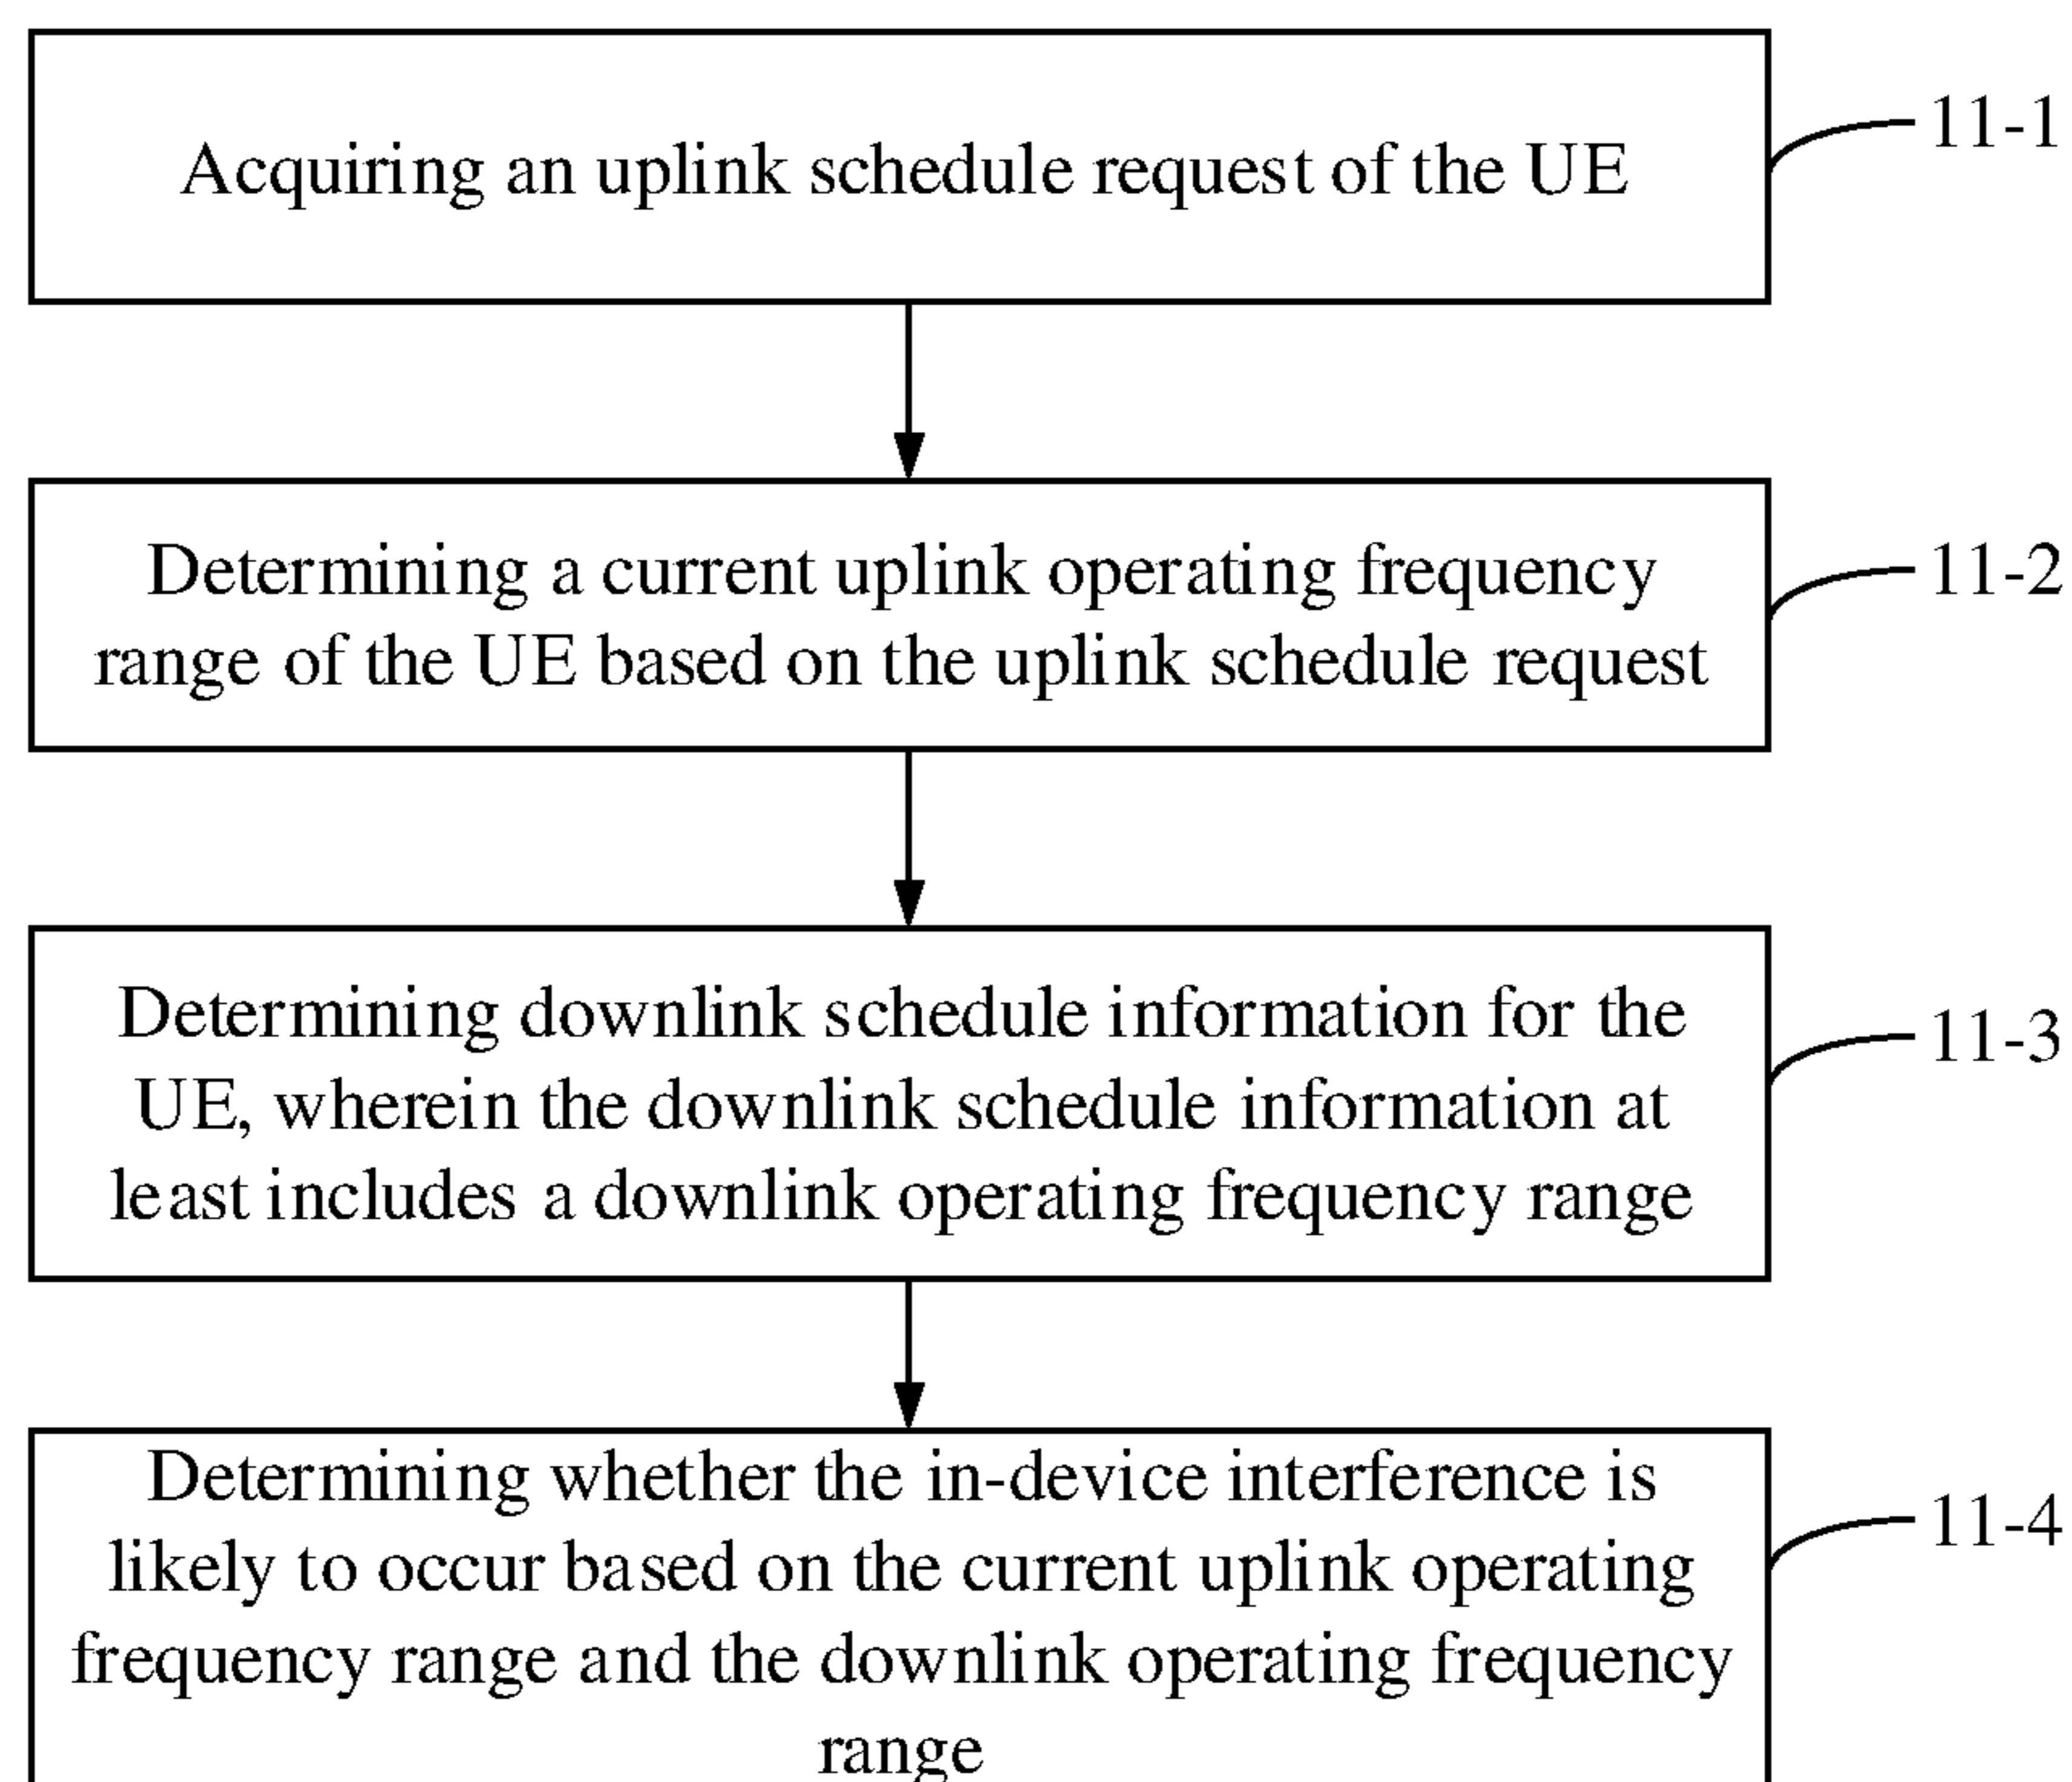 Acquiring an uplink schedule request of the UE
11-1
Determining a current uplink operating frequency
range of the UE based on the uplink schedule request
11-2
Determining downlink schedule information for the
UE, wherein the downlink schedule information at
least includes a downlink operating frequency range
11-3
Determining whether the in-device interference is
likely to occur based on the current uplink operating
frequency range and the downlink operating frequency
range
11-4